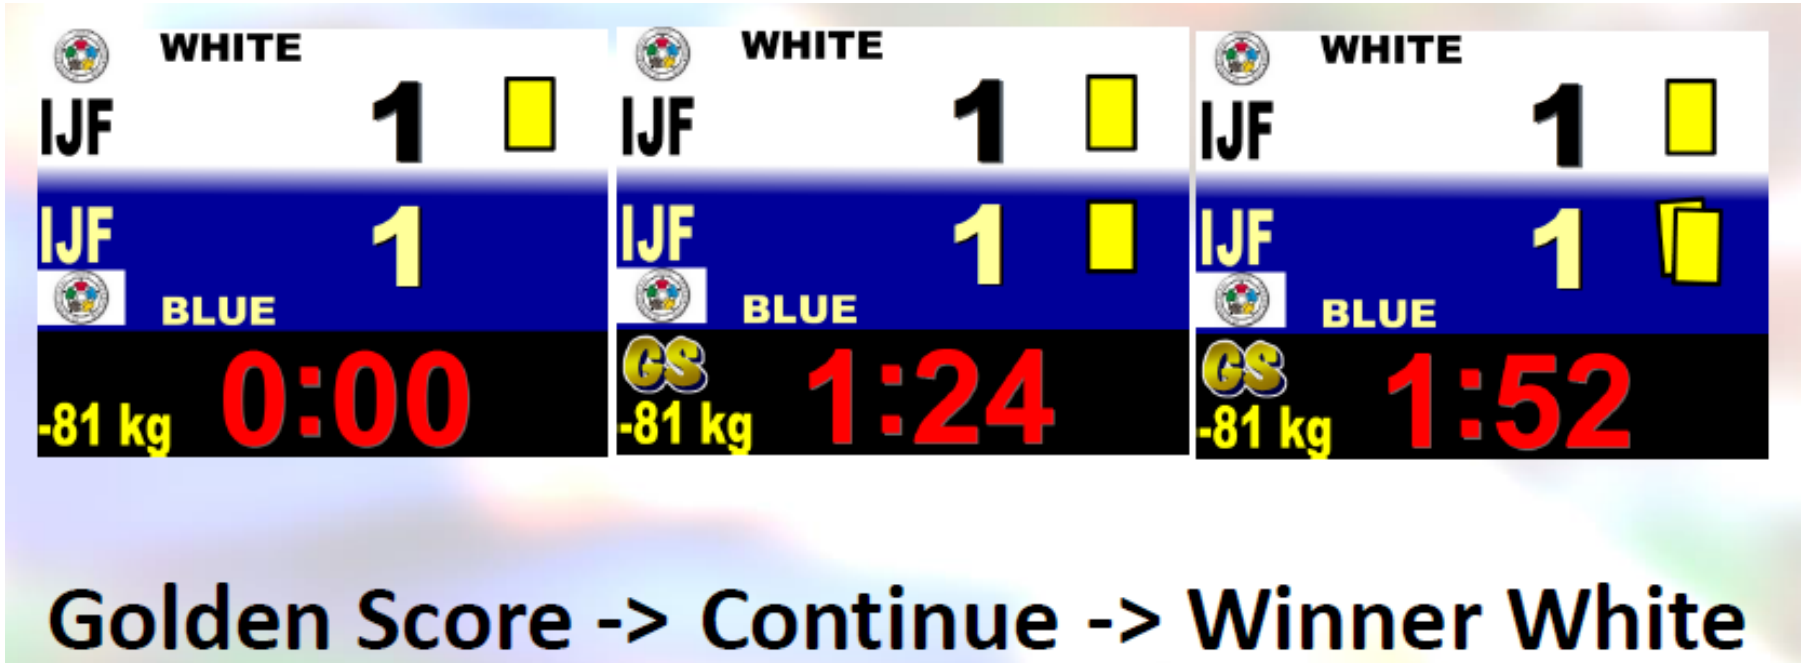 WHITE
IJF 1
IJF 1
BLUE
-81 kg 0:00
WHITE
IJF 1
IJF 1
BLUE
GS
-81 kg 1:24
WHITE
IJF 1
IJF 1
BLUE
GS
-81 kg 1:52
Golden Score -> Continue -> Winner White